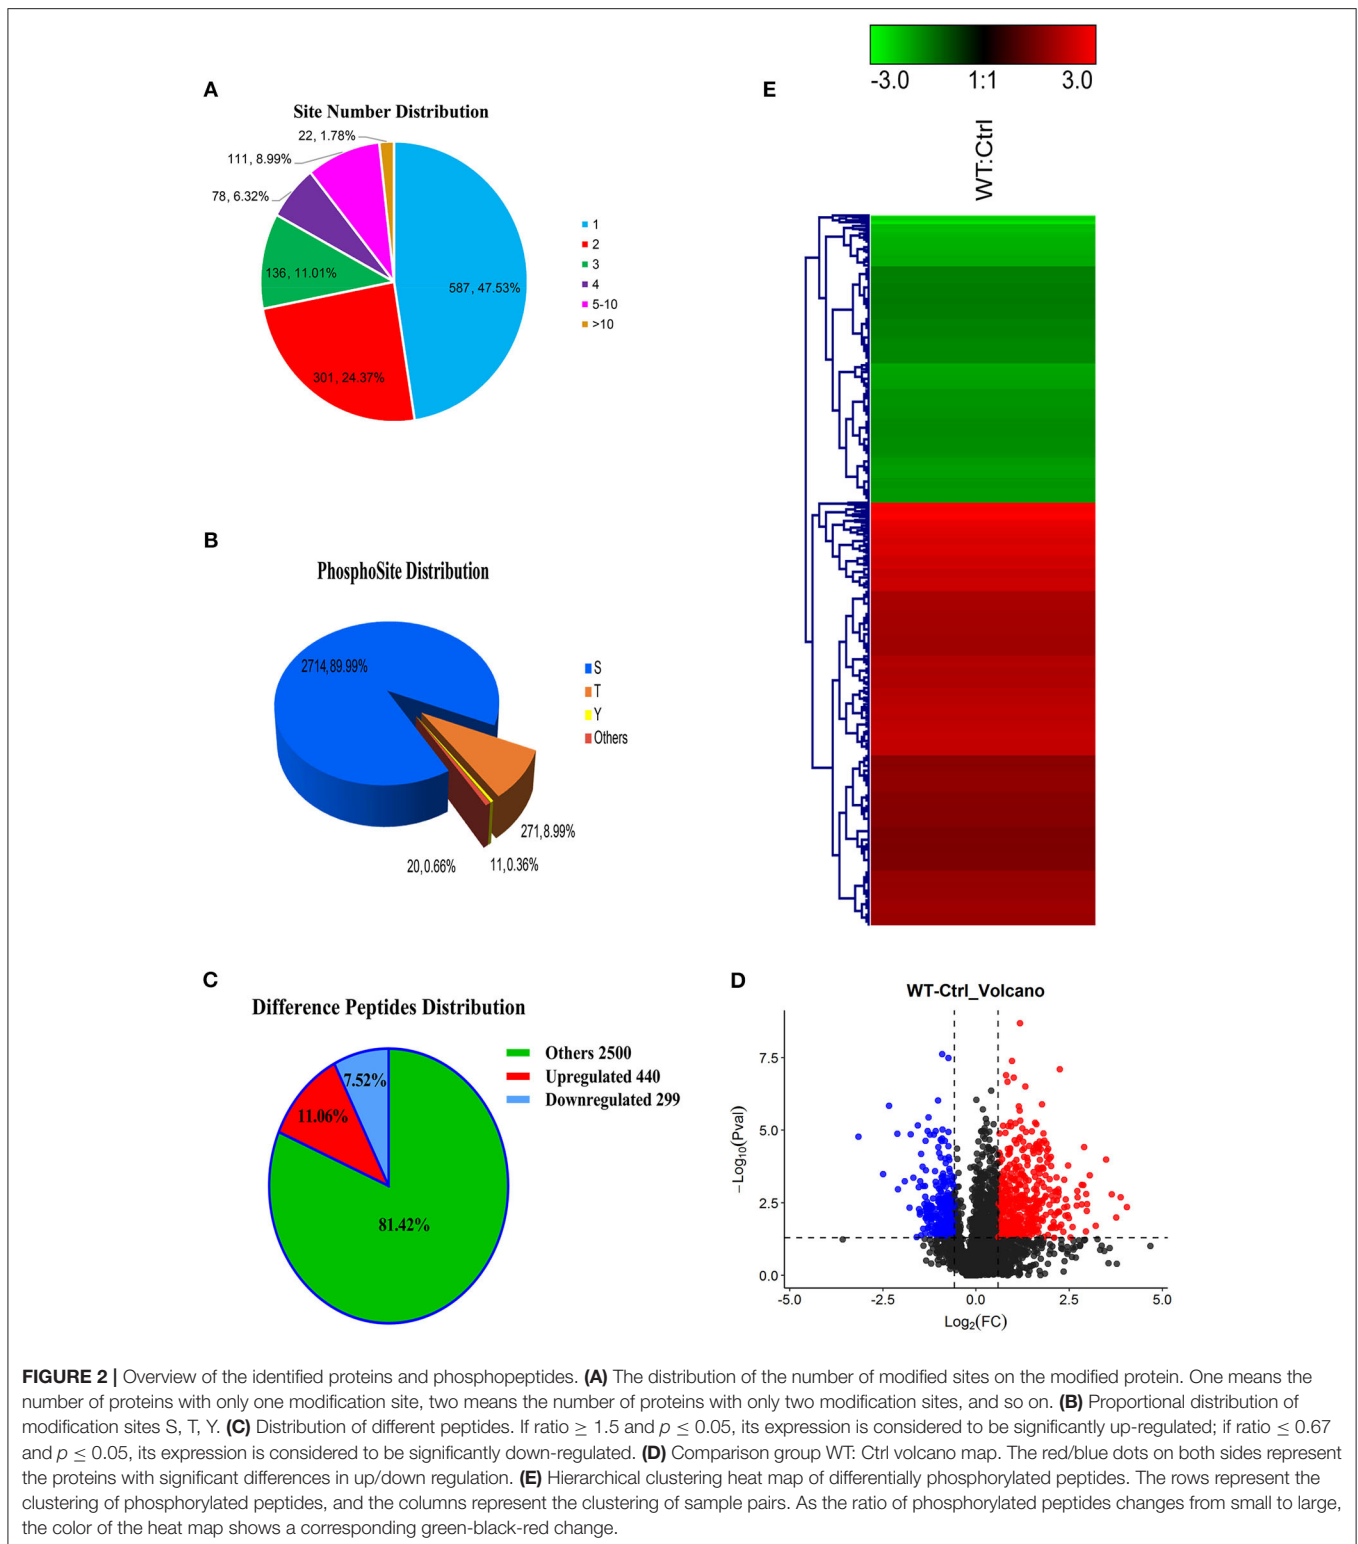 A
Site Number Distribution
22, 1.78%
111, 8.99%
78, 6.32%
136, 11.01%
587, 47.53%
301, 24.37%
1
2
3
4
5-10
>10
B
PhosphoSite Distribution
2714,89.99%
271,8.99%
20,0.66%
11,0.36%
S
T
Y
Others
C
Difference Peptides Distribution
7.52%
11.06%
81.42%
Others 2500
Upregulated 440
Downregulated 299
E
-3.0 1:1 3.0
WT:Ctrl
D
WT-Ctrl_Volcano
−Log10(Pval)
7.5
5.0
2.5
0.0
-5.0 -2.5 0.0 2.5 5.0
Log2(FC)
FIGURE 2 | Overview of the identified proteins and phosphopeptides. (A) The distribution of the number of modified sites on the modified protein. One means the
number of proteins with only one modification site, two means the number of proteins with only two modification sites, and so on. (B) Proportional distribution of
modification sites S, T, Y. (C) Distribution of different peptides. If ratio ≥ 1.5 and p ≤ 0.05, its expression is considered to be significantly up-regulated; if ratio ≤ 0.67
and p ≤ 0.05, its expression is considered to be significantly down-regulated. (D) Comparison group WT: Ctrl volcano map. The red/blue dots on both sides represent
the proteins with significant differences in up/down regulation. (E) Hierarchical clustering heat map of differentially phosphorylated peptides. The rows represent the
clustering of phosphorylated peptides, and the columns represent the clustering of sample pairs. As the ratio of phosphorylated peptides changes from small to large,
the color of the heat map shows a corresponding green-black-red change.